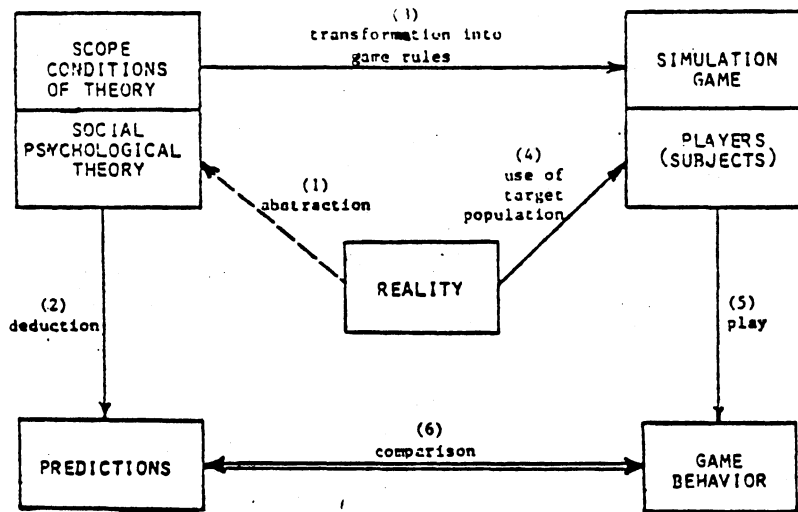 SCOPE
CONDITIONS
OF THEORY
SOCIAL
PSYCHOLOGICAL
THEORY
(3)
transformation into
game rules
SIMULATION
GAME
PLAYERS
(SUBJECTS)
(1)
abstraction
(4)
use of
target
population
REALITY
(2)
deduction
(5)
play
PREDICTIONS
(6)
comparison
GAME
BEHAVIOR